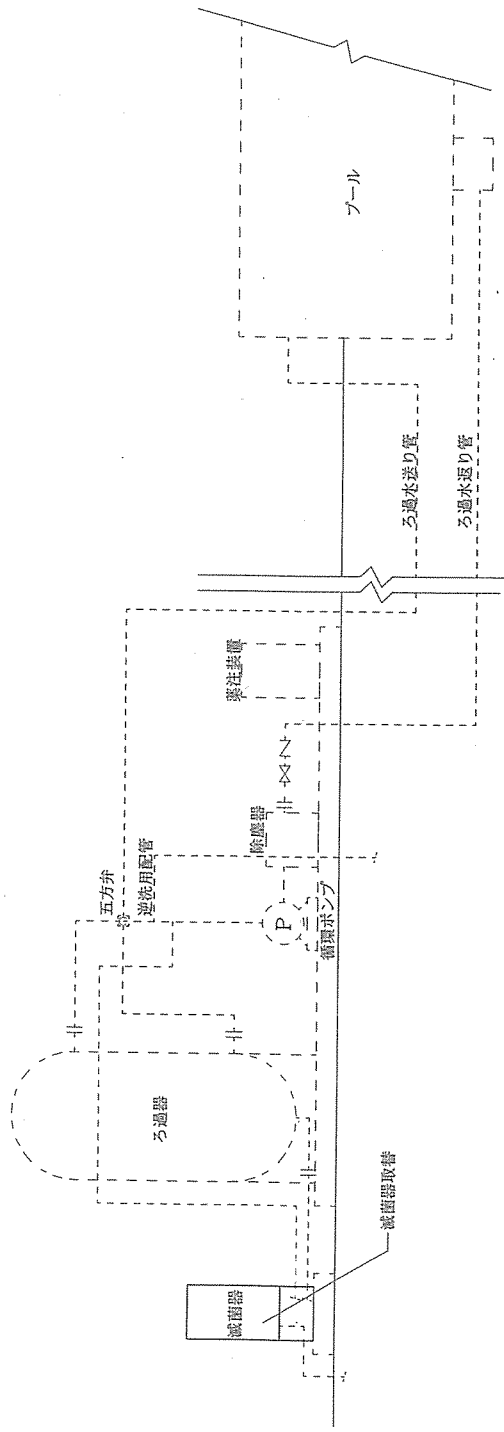 滅菌器
滅菌器取替
ろ過器
五方弁
逆洗用配管
P
循環ポンプ
除塵器
薬注装置
ろ過水送り管
ろ過水返り管
プール